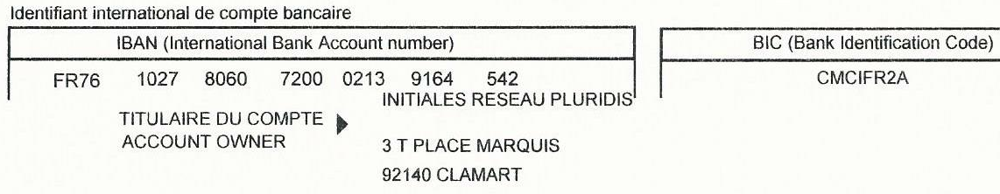 Identifiant international de compte bancaire
IBAN (International Bank Account number)
BIC (Bank Identification Code)
FR76 1027 8060 7200 0213 9164 542
CMCIFR2A
INITIALES RESEAU PLURIDIS
TITULAIRE DU COMPTE
ACCOUNT OWNER
3 T PLACE MARQUIS
92140 CLAMART